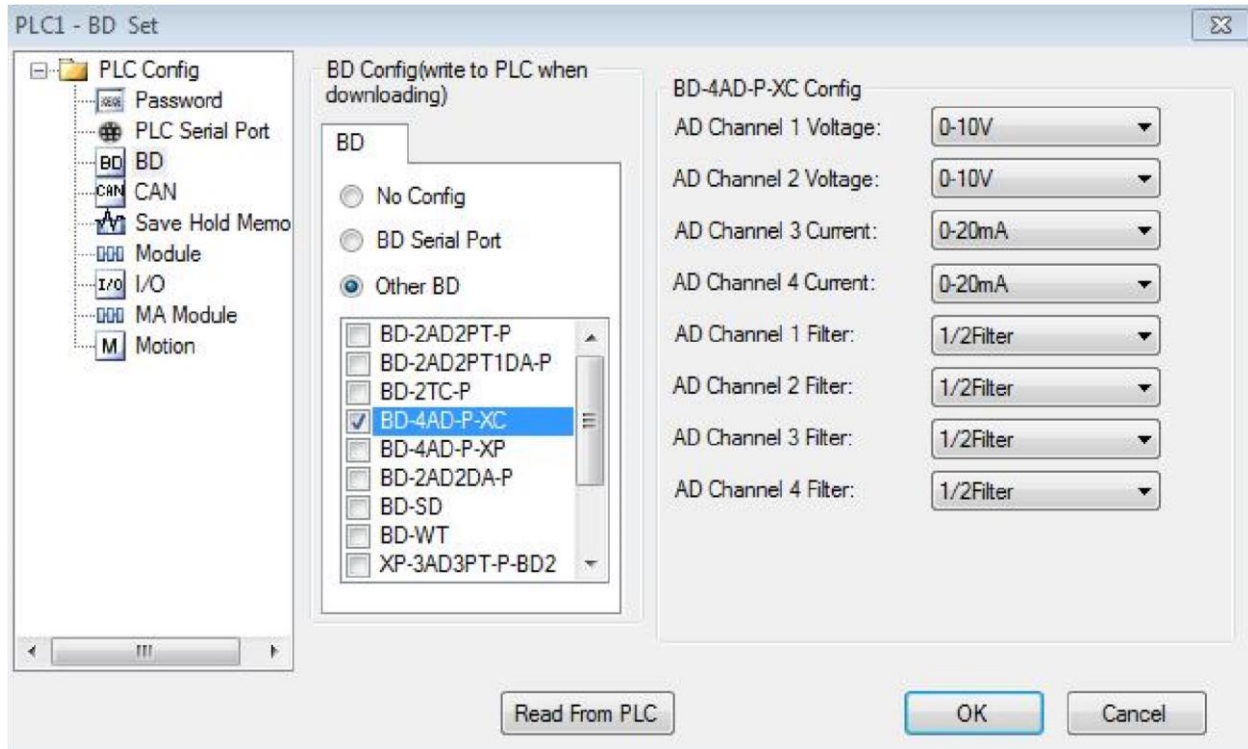 PLC1 - BD Set
PLC Config
Password
PLC Serial Port
BD BD
CAN CAN
Save Hold Memo
Module
I/O I/O
MA Module
M Motion
BD Config(write to PLC when
downloading)
BD
No Config
BD Serial Port
Other BD
BD-2AD2PT-P
BD-2AD2PT1DA-P
BD-2TC-P
BD-4AD-P-XC
BD-4AD-P-XP
BD-2AD2DA-P
BD-SD
BD-WT
XP-3AD3PT-P-BD2
BD-4AD-P-XC Config
AD Channel 1 Voltage: 0-10V
AD Channel 2 Voltage: 0-10V
AD Channel 3 Current: 0-20mA
AD Channel 4 Current: 0-20mA
AD Channel 1 Filter: 1/2Filter
AD Channel 2 Filter: 1/2Filter
AD Channel 3 Filter: 1/2Filter
AD Channel 4 Filter: 1/2Filter
Read From PLC
OK
Cancel